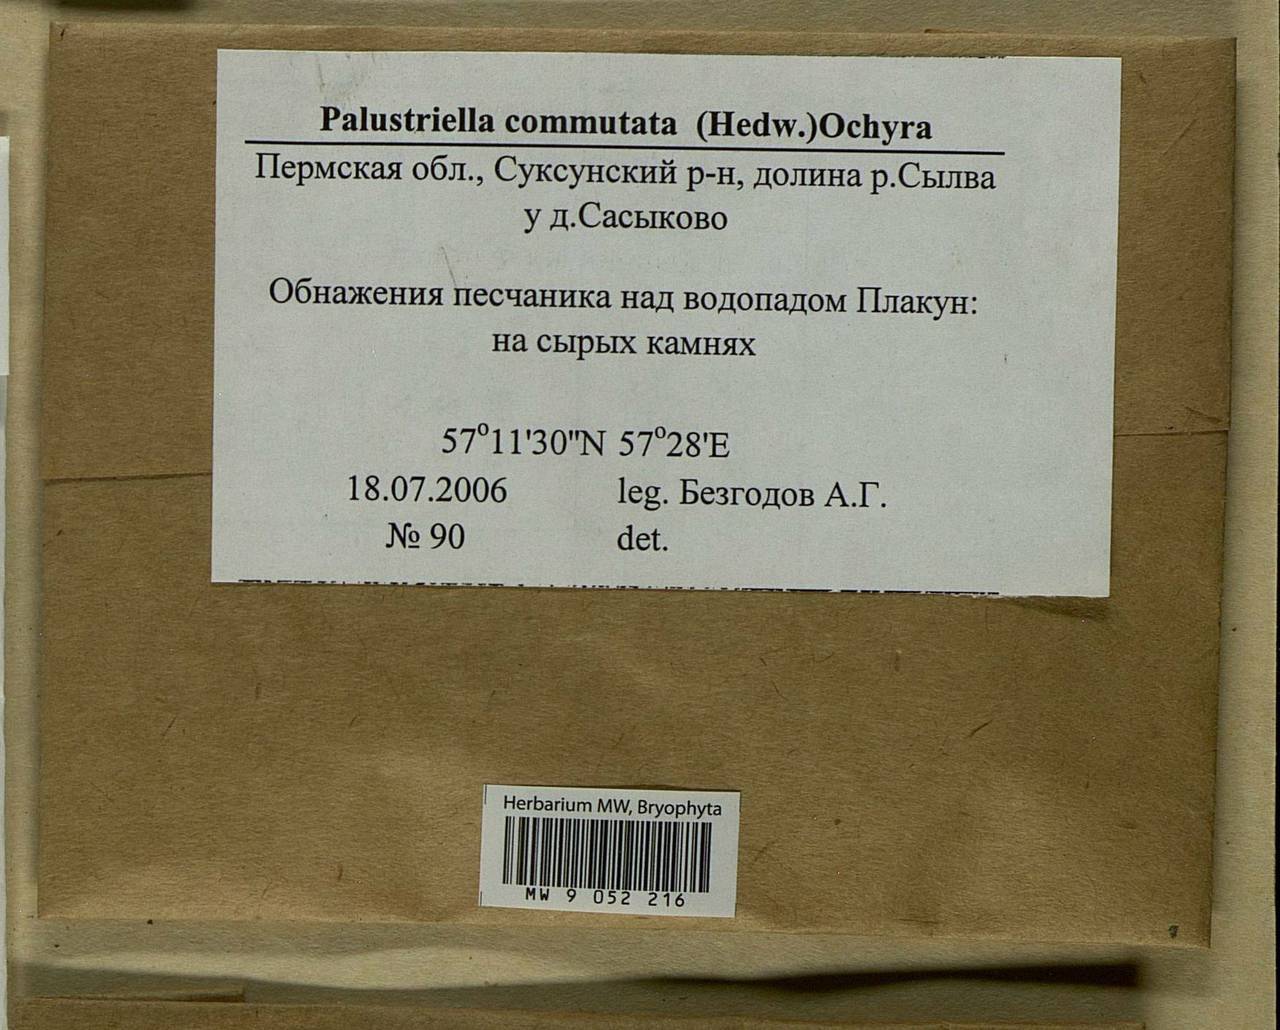 Palustriella commutata (Hedw.)Ochyra
Пермская обл., Суксунский р-н, долина р.Сылва
у д.Сасыково
Обнажения песчаника над водопадом Плакун:
на сырых камнях
57°11'30"N 57°28'E
18.07.2006 leg. Безгодов А.Г.
№ 90 det.
Herbarium MW, Bryophyta
MW 9 052 216